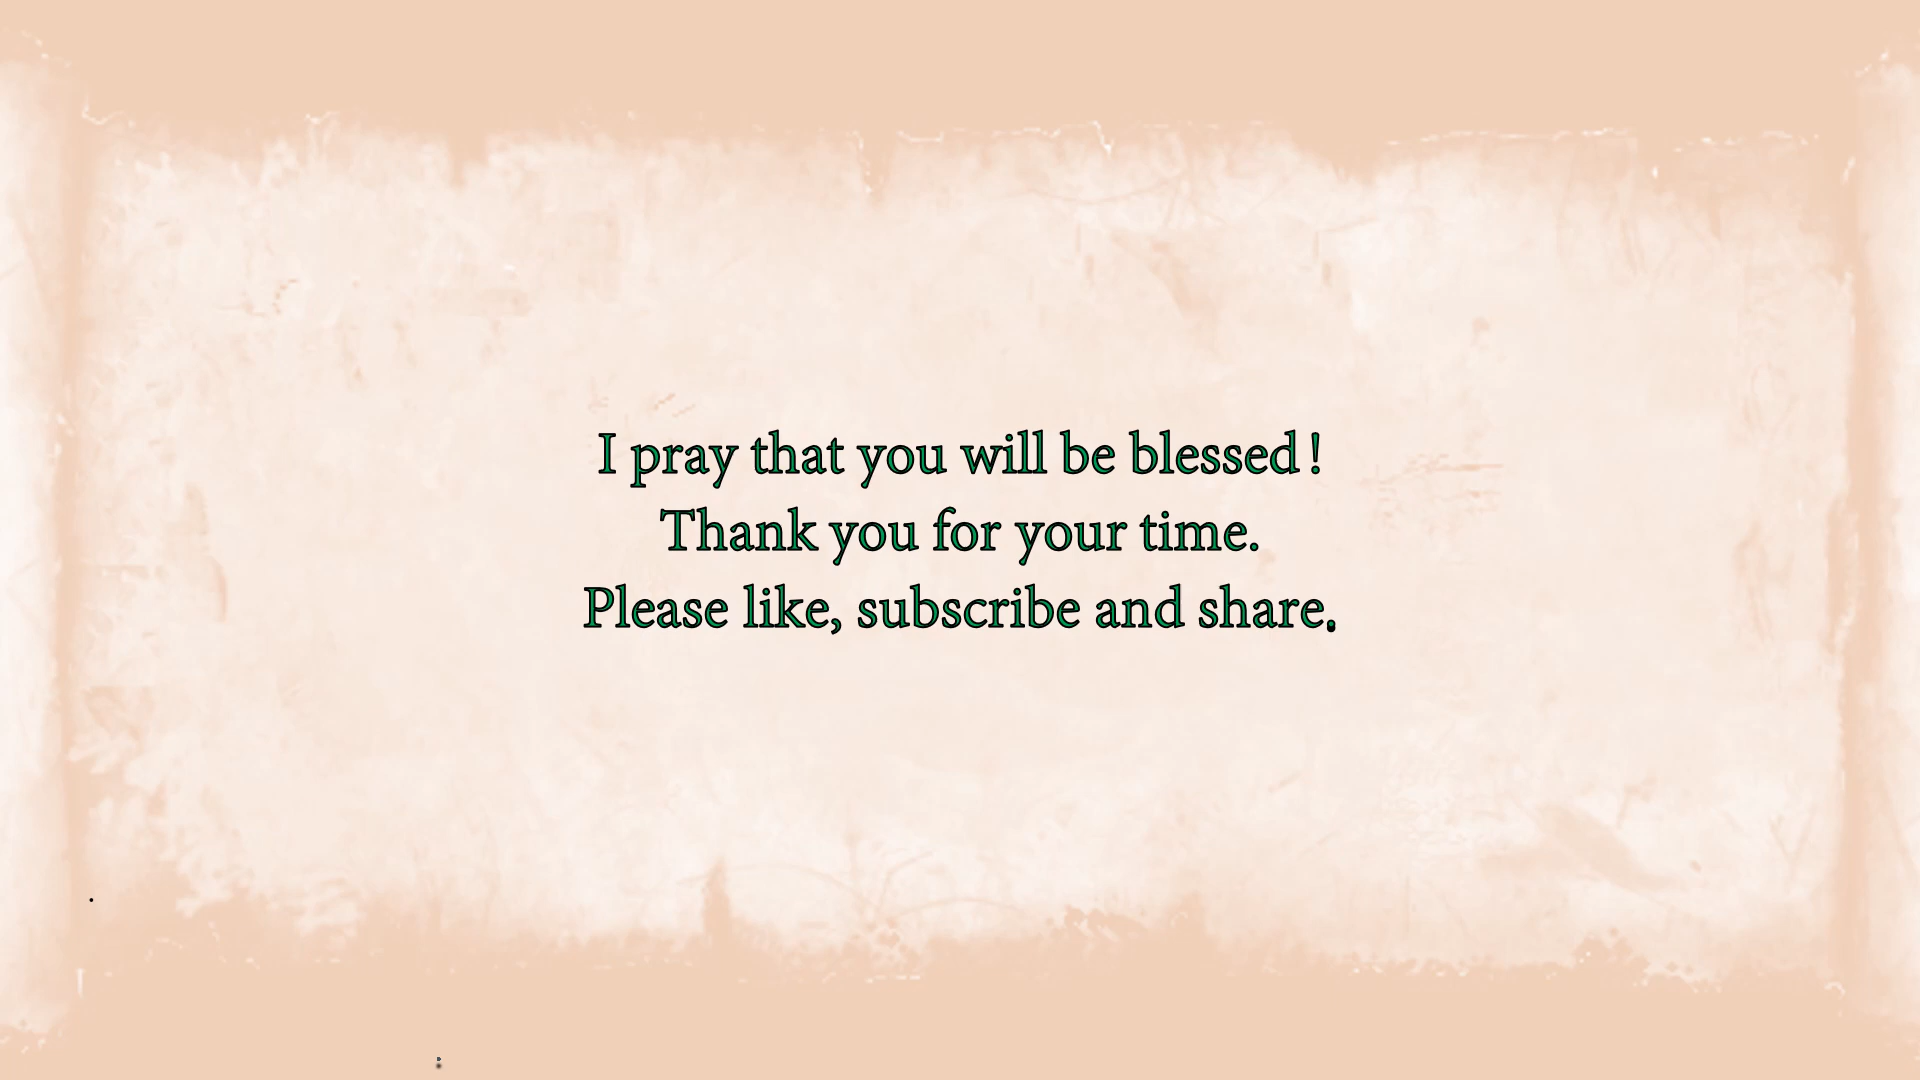 I pray that you will be blessed!
Thank you for your time.
Please like, subscribe and share.